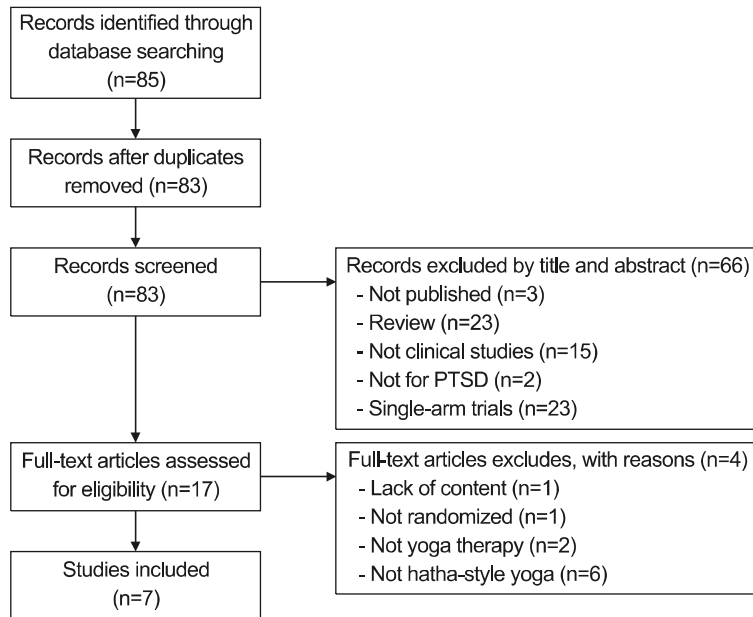 Records identified through
database searching
(n=85)
Records after duplicates
removed (n=83)
Records screened
(n=83)
Records excluded by title and abstract (n=66)
- Not published (n=3)
- Review (n=23)
- Not clinical studies (n=15)
- Not for PTSD (n=2)
- Single-arm trials (n=23)
Full-text articles assessed
for eligibility (n=17)
Full-text articles excludes, with reasons (n=4)
- Lack of content (n=1)
- Not randomized (n=1)
- Not yoga therapy (n=2)
- Not hatha-style yoga (n=6)
Studies included
(n=7)